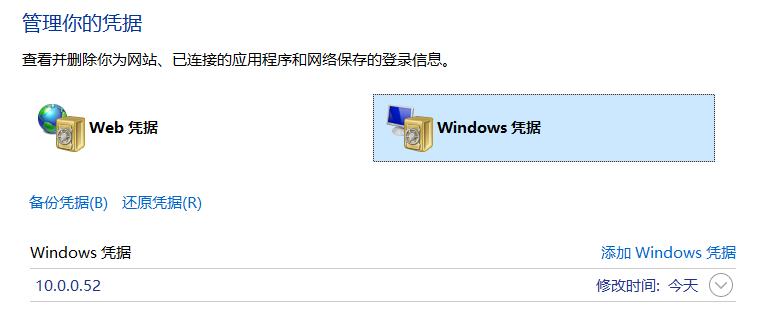 管理你的凭据
查看并删除你为网站、已连接的应用程序和网络保存的登录信息。
Web 凭据
Windows 凭据
备份凭据(B) 还原凭据(R)
Windows 凭据 添加 Windows 凭据
10.0.0.52 修改时间: 今天